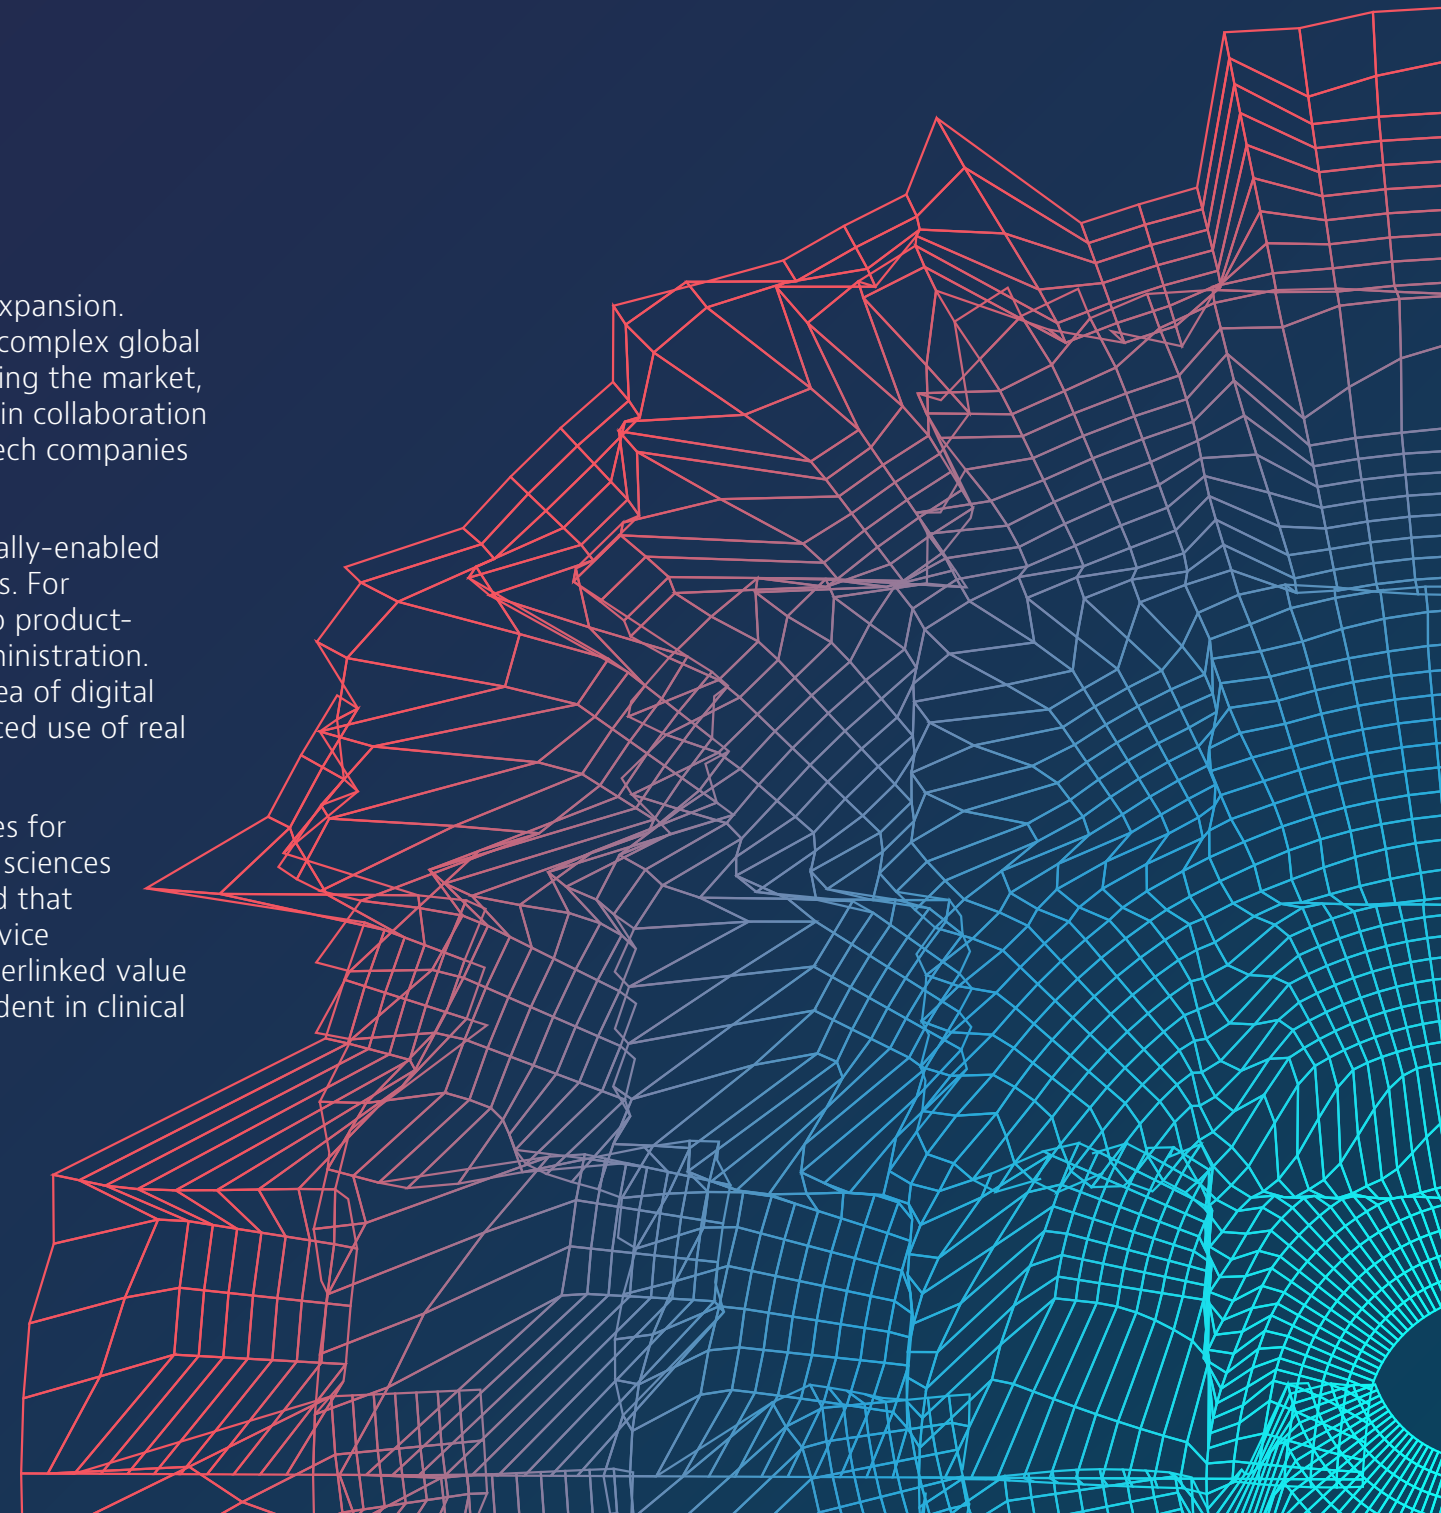 xpansion.
complex global
ing the market,
in collaboration
ech companies
ally-enabled
s. For
product-
ninistration.
ea of digital
ced use of real
es for
sciences
d that
vice
erlinked value
dent in clinical